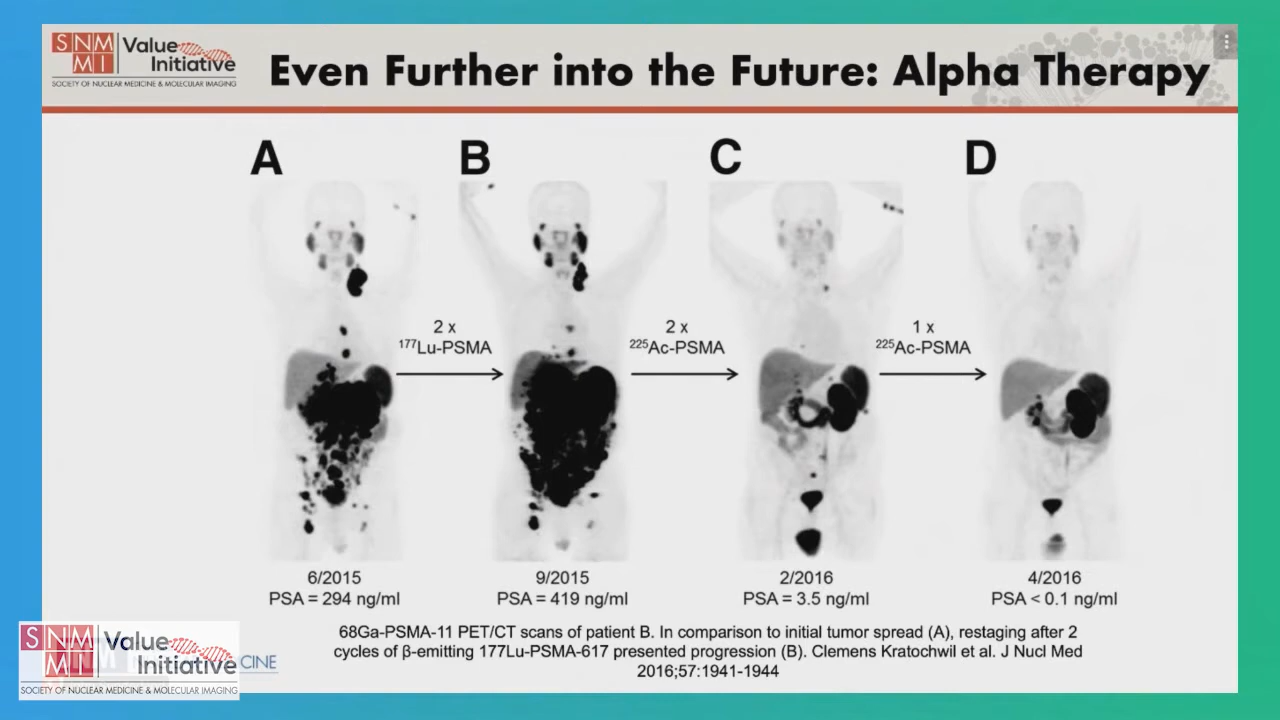 SNM
MI
Value
Initiative
SOCIETY OF NUCLEAR MEDICINE & MOLECULAR IMAGING
Even Further into the Future: Alpha Therapy
A
B
C
D
2 x
177Lu-PSMA
2 x
225Ac-PSMA
1 x
225Ac-PSMA
6/2015
PSA = 294 ng/ml
9/2015
PSA = 419 ng/ml
2/2016
PSA = 3.5 ng/ml
4/2016
PSA < 0.1 ng/ml
68Ga-PSMA-11 PET/CT scans of patient B. In comparison to initial tumor spread (A), restaging after 2
cycles of β-emitting 177Lu-PSMA-617 presented progression (B). Clemens Kratochwil et al. J Nucl Med
2016;57:1941-1944
SNM
MI
Value
Initiative
SOCIETY OF NUCLEAR MEDICINE & MOLECULAR IMAGING